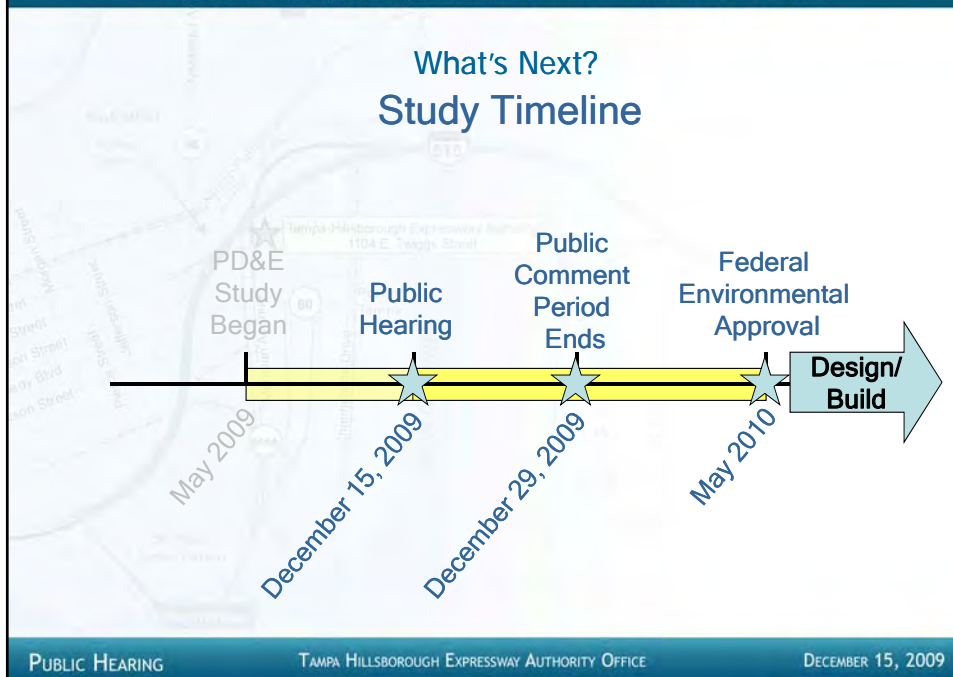 What's Next?
Study Timeline
Tampa-Hillsborough Expressway
1104 E. Twiggs Street
PD&E
Study
Began
Public
Hearing
Public
Comment
Period
Ends
Federal
Environmental
Approval
Design/
Build
May 2009
December 15, 2009
December 29, 2009
May 2010
PUBLIC HEARING
TAMPA HILLSBOROUGH EXPRESSWAY AUTHORITY OFFICE
DECEMBER 15, 2009